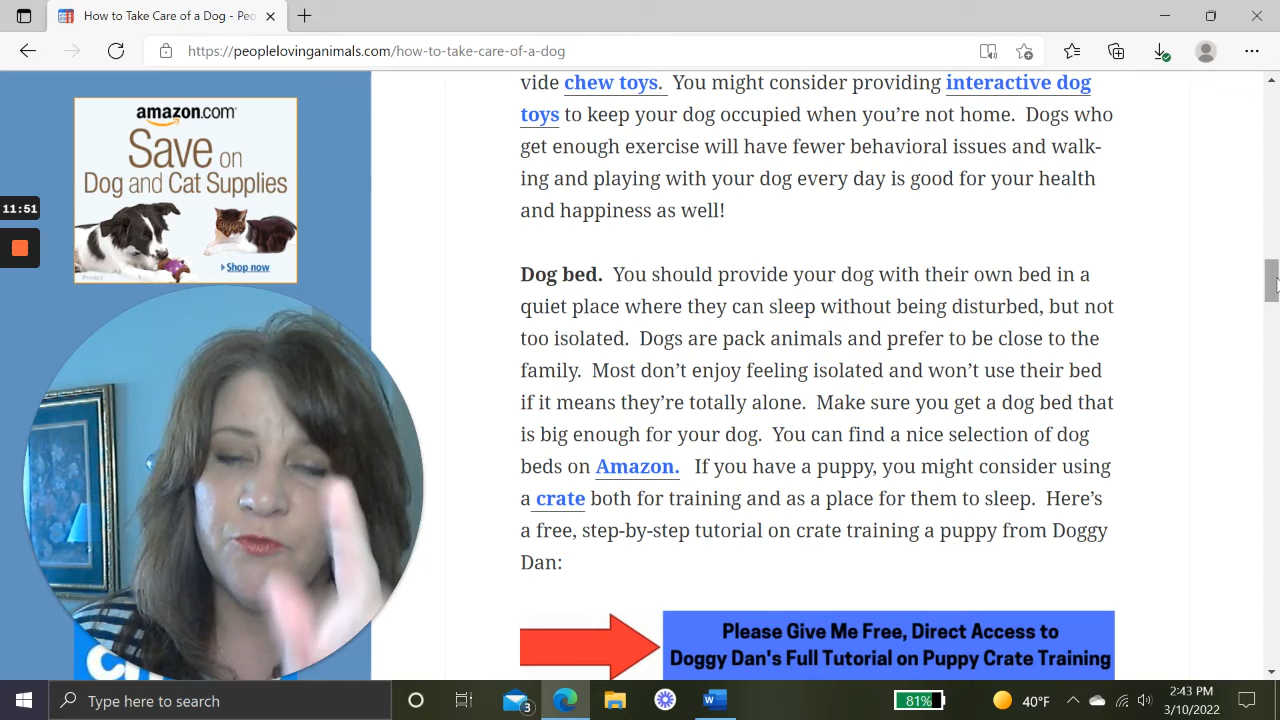 How to Take Care of a Dog - Peo
https://peoplelovinganimals.com/how-to-take-care-of-a-dog
amazon.com
Save on
Dog and Cat Supplies
Shop now
Privacy
11:51
vide chew toys. You might consider providing interactive dog
toys to keep your dog occupied when you’re not home. Dogs who
get enough exercise will have fewer behavioral issues and walk-
ing and playing with your dog every day is good for your health
and happiness as well!
Dog bed. You should provide your dog with their own bed in a
quiet place where they can sleep without being disturbed, but not
too isolated. Dogs are pack animals and prefer to be close to the
family. Most don’t enjoy feeling isolated and won’t use their bed
if it means they’re totally alone. Make sure you get a dog bed that
is big enough for your dog. You can find a nice selection of dog
beds on Amazon. If you have a puppy, you might consider using
a crate both for training and as a place for them to sleep. Here’s
a free, step-by-step tutorial on crate training a puppy from Doggy
Dan:
Please Give Me Free, Direct Access to
Doggy Dan's Full Tutorial on Puppy Crate Training
Type here to search
3
W
81%
40°F
2:43 PM
3/10/2022